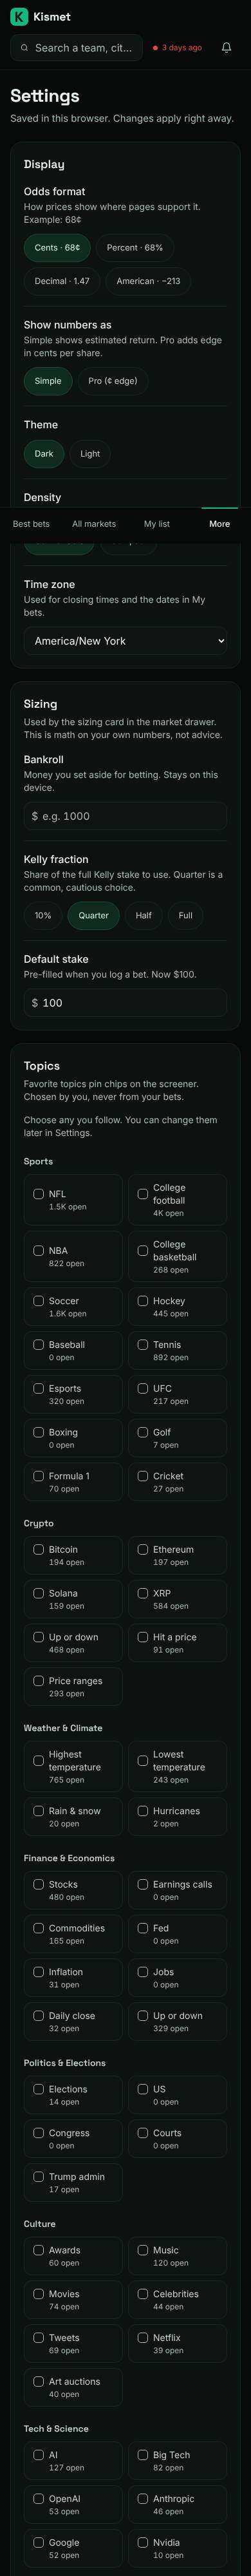 K Kismet
Search a team, cit...
3 days ago
Settings
Saved in this browser. Changes apply right away.
Display
Odds format
How prices show where pages support it.
Example: 68¢
Cents · 68¢
Percent · 68%
Decimal · 1.47
American · −213
Show numbers as
Simple shows estimated return. Pro adds edge
in cents per share.
Simple
Pro (¢ edge)
Theme
Dark
Light
Density
Best bets
All markets
My list
More
Time zone
Used for closing times and the dates in My
bets.
America/New York
Sizing
Used by the sizing card in the market drawer.
This is math on your own numbers, not advice.
Bankroll
Money you set aside for betting. Stays on this
device.
$ e.g. 1000
Kelly fraction
Share of the full Kelly stake to use. Quarter is a
common, cautious choice.
10%
Quarter
Half
Full
Default stake
Pre-filled when you log a bet. Now $100.
$ 100
Topics
Favorite topics pin chips on the screener.
Chosen by you, never from your bets.
Choose any you follow. You can change them
later in Settings.
Sports
NFL
1.5K open
College
football
4K open
NBA
822 open
College
basketball
268 open
Soccer
1.6K open
Hockey
445 open
Baseball
0 open
Tennis
892 open
Esports
320 open
UFC
217 open
Boxing
0 open
Golf
7 open
Formula 1
70 open
Cricket
27 open
Crypto
Bitcoin
194 open
Ethereum
197 open
Solana
159 open
XRP
584 open
Up or down
468 open
Hit a price
91 open
Price ranges
293 open
Weather & Climate
Highest
temperature
765 open
Lowest
temperature
243 open
Rain & snow
20 open
Hurricanes
2 open
Finance & Economics
Stocks
480 open
Earnings calls
0 open
Commodities
165 open
Fed
0 open
Inflation
31 open
Jobs
0 open
Daily close
32 open
Up or down
329 open
Politics & Elections
Elections
14 open
US
0 open
Congress
0 open
Courts
0 open
Trump admin
17 open
Culture
Awards
60 open
Music
120 open
Movies
74 open
Celebrities
44 open
Tweets
69 open
Netflix
39 open
Art auctions
40 open
Tech & Science
AI
127 open
Big Tech
82 open
OpenAI
53 open
Anthropic
46 open
Google
52 open
Nvidia
10 open